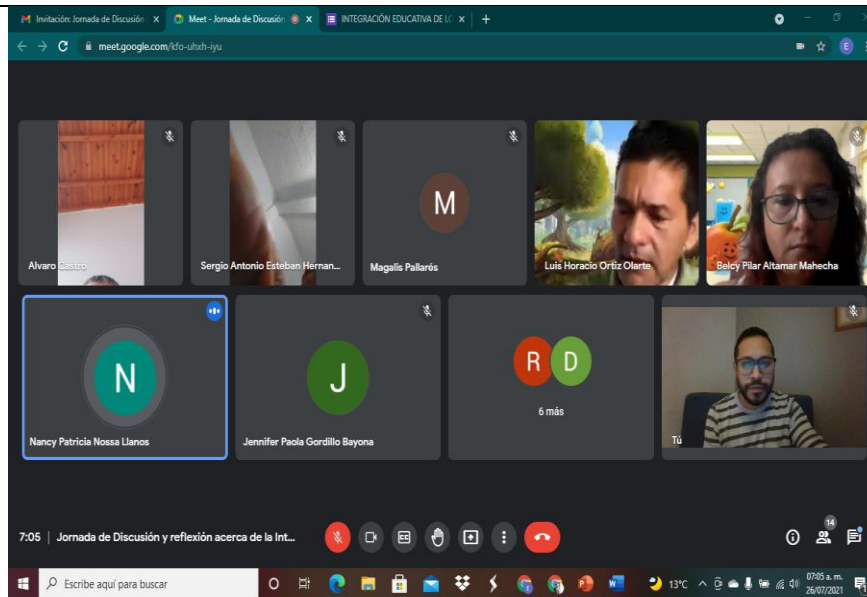 Invitación: Jornada de Discusión
Meet - Jornada de Discusión
INTEGRACIÓN EDUCATIVA DE LO
meet.google.com/kfo-uhxh-iyu
E
Alvaro Castro
Sergio Antonio Esteban Hernan...
M
Magalis Pallarés
Luis Horacio Ortiz Olarte
Belcy Pilar Altamar Mahecha
N
Nancy Patricia Nossa Llanos
J
Jennifer Paola Gordillo Bayona
R D
6 más
Tú
7:05 | Jornada de Discusión y reflexión acerca de la Int...
14
Escribe aquí para buscar
13°C
07:05 a. m.
26/07/2021